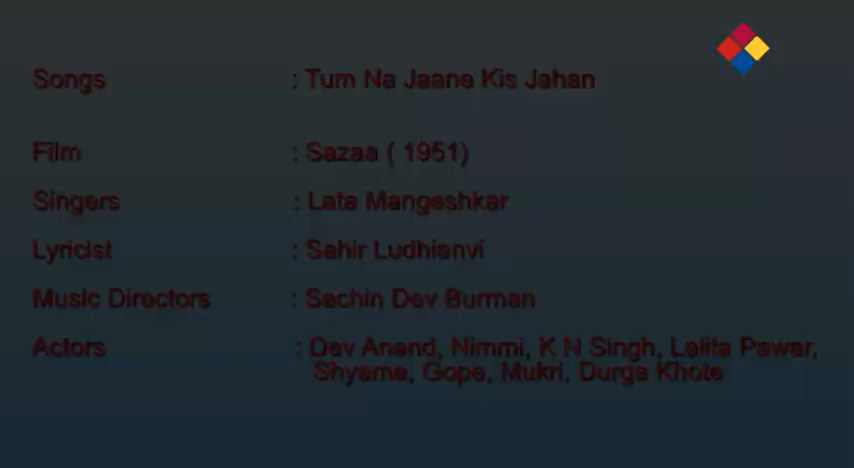 Songs : Tum Na Jaane Kis Jahan
Film : Sazaa ( 1951)
Singers : Lata Mangeshkar
Lyricist : Sahir Ludhianvi
Music Directors : Sachin Dev Burman
Actors : Dev Anand, Nimmi, K N Singh, Lalita Pawar,
Shyama, Gope, Mukri, Durga Khote